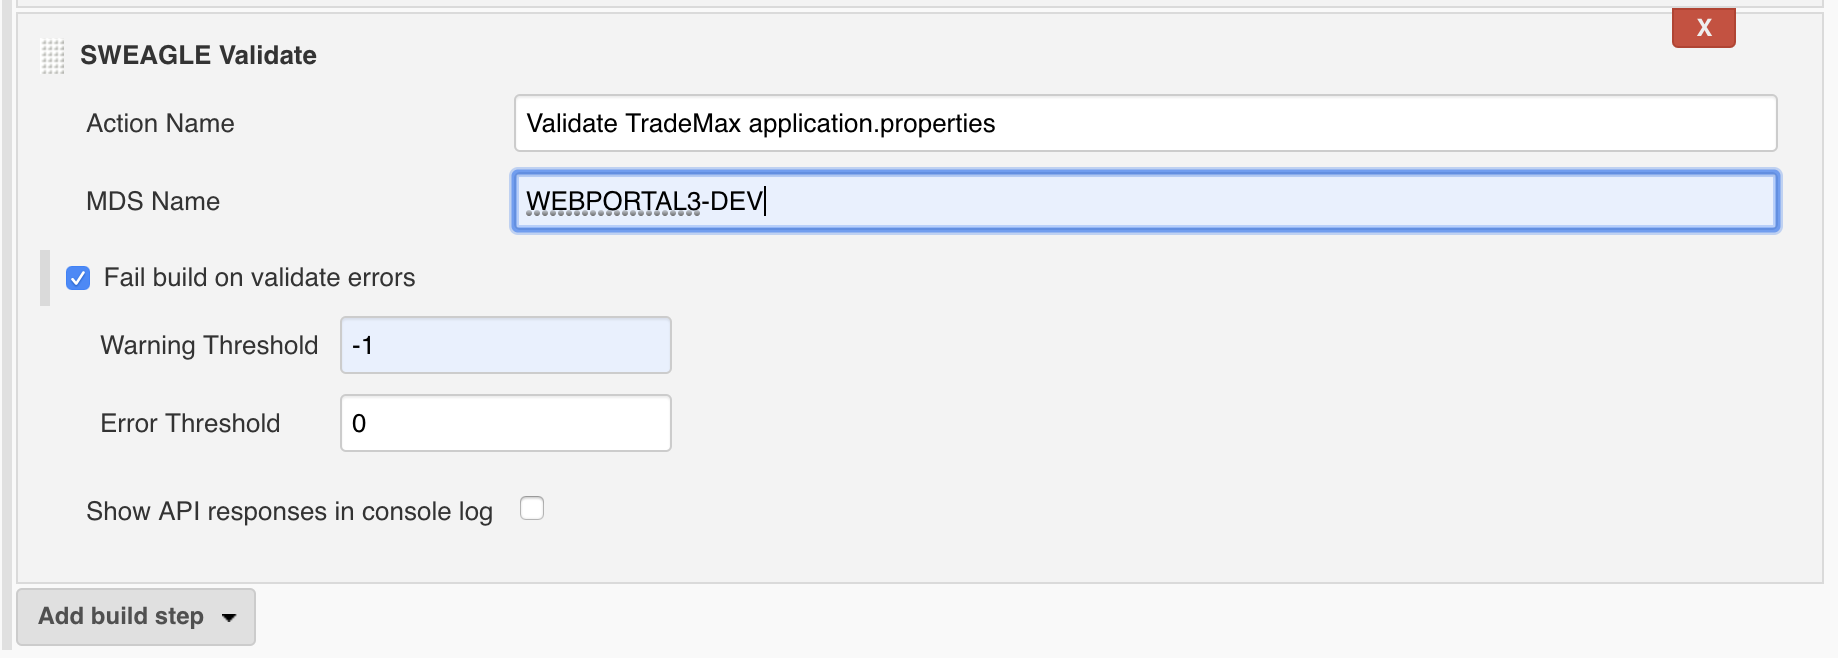 X
SWEAGLE Validate
Action Name Validate TradeMax application.properties
MDS Name WEBPORTAL3-DEV
Fail build on validate errors
Warning Threshold -1
Error Threshold 0
Show API responses in console log
Add build step